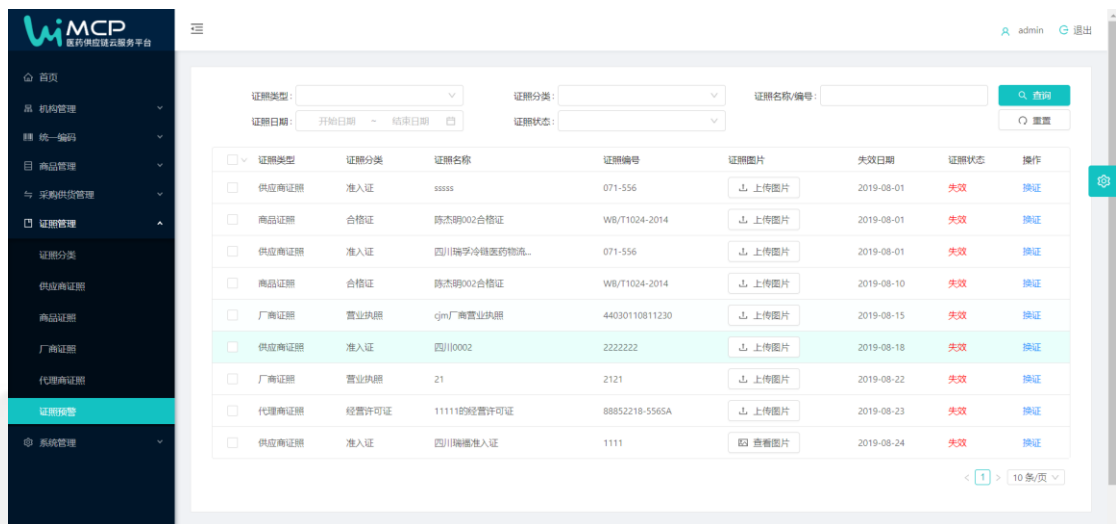 MCP
医药供应链云服务平台
admin 退出
首页
机构管理
统一编码
商品管理
采购供货管理
证照管理
证照分类
供应商证照
商品证照
厂商证照
代理商证照
证照预警
系统管理
证照类型: 证照分类: 证照名称/编号: 查询
证照日期: 开始日期 ~ 结束日期 证照状态: 重置
证照类型 证照分类 证照名称 证照编号 证照图片 失效日期 证照状态 操作
供应商证照 准入证 sssss 071-556 上传图片 2019-08-01 失效 换证
商品证照 合格证 陈杰明002合格证 WB/T1024-2014 上传图片 2019-08-01 失效 换证
供应商证照 准入证 四川瑞孚冷链医药物流... 071-556 上传图片 2019-08-01 失效 换证
商品证照 合格证 陈杰明002合格证 WB/T1024-2014 上传图片 2019-08-10 失效 换证
厂商证照 营业执照 cjm厂商营业执照 44030110811230 上传图片 2019-08-15 失效 换证
供应商证照 准入证 四川0002 2222222 上传图片 2019-08-18 失效 换证
厂商证照 营业执照 21 2121 上传图片 2019-08-22 失效 换证
代理商证照 经营许可证 11111的经营许可证 88852218-556SA 上传图片 2019-08-23 失效 换证
供应商证照 准入证 四川瑞福准入证 1111 查看图片 2019-08-24 失效 换证
< 1 > 10 条/页